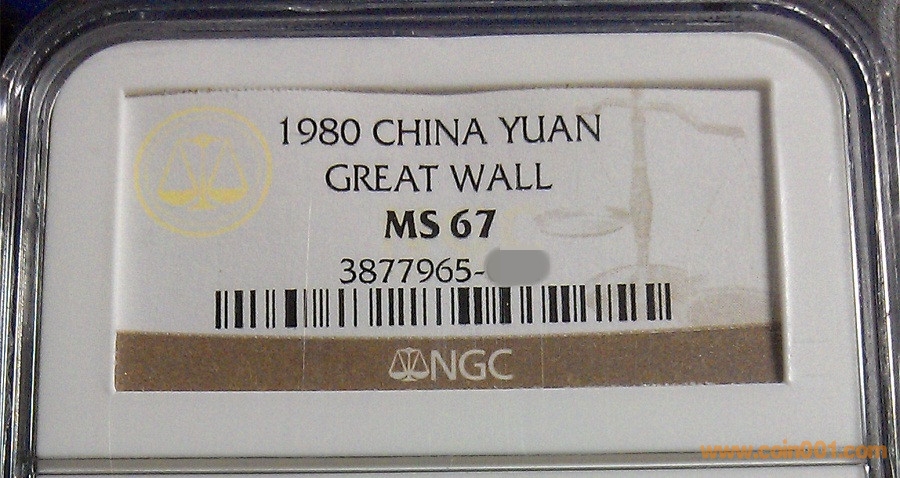 1980 CHINA YUAN
GREAT WALL
MS 67
3877965-
NGC
www.coin001.com